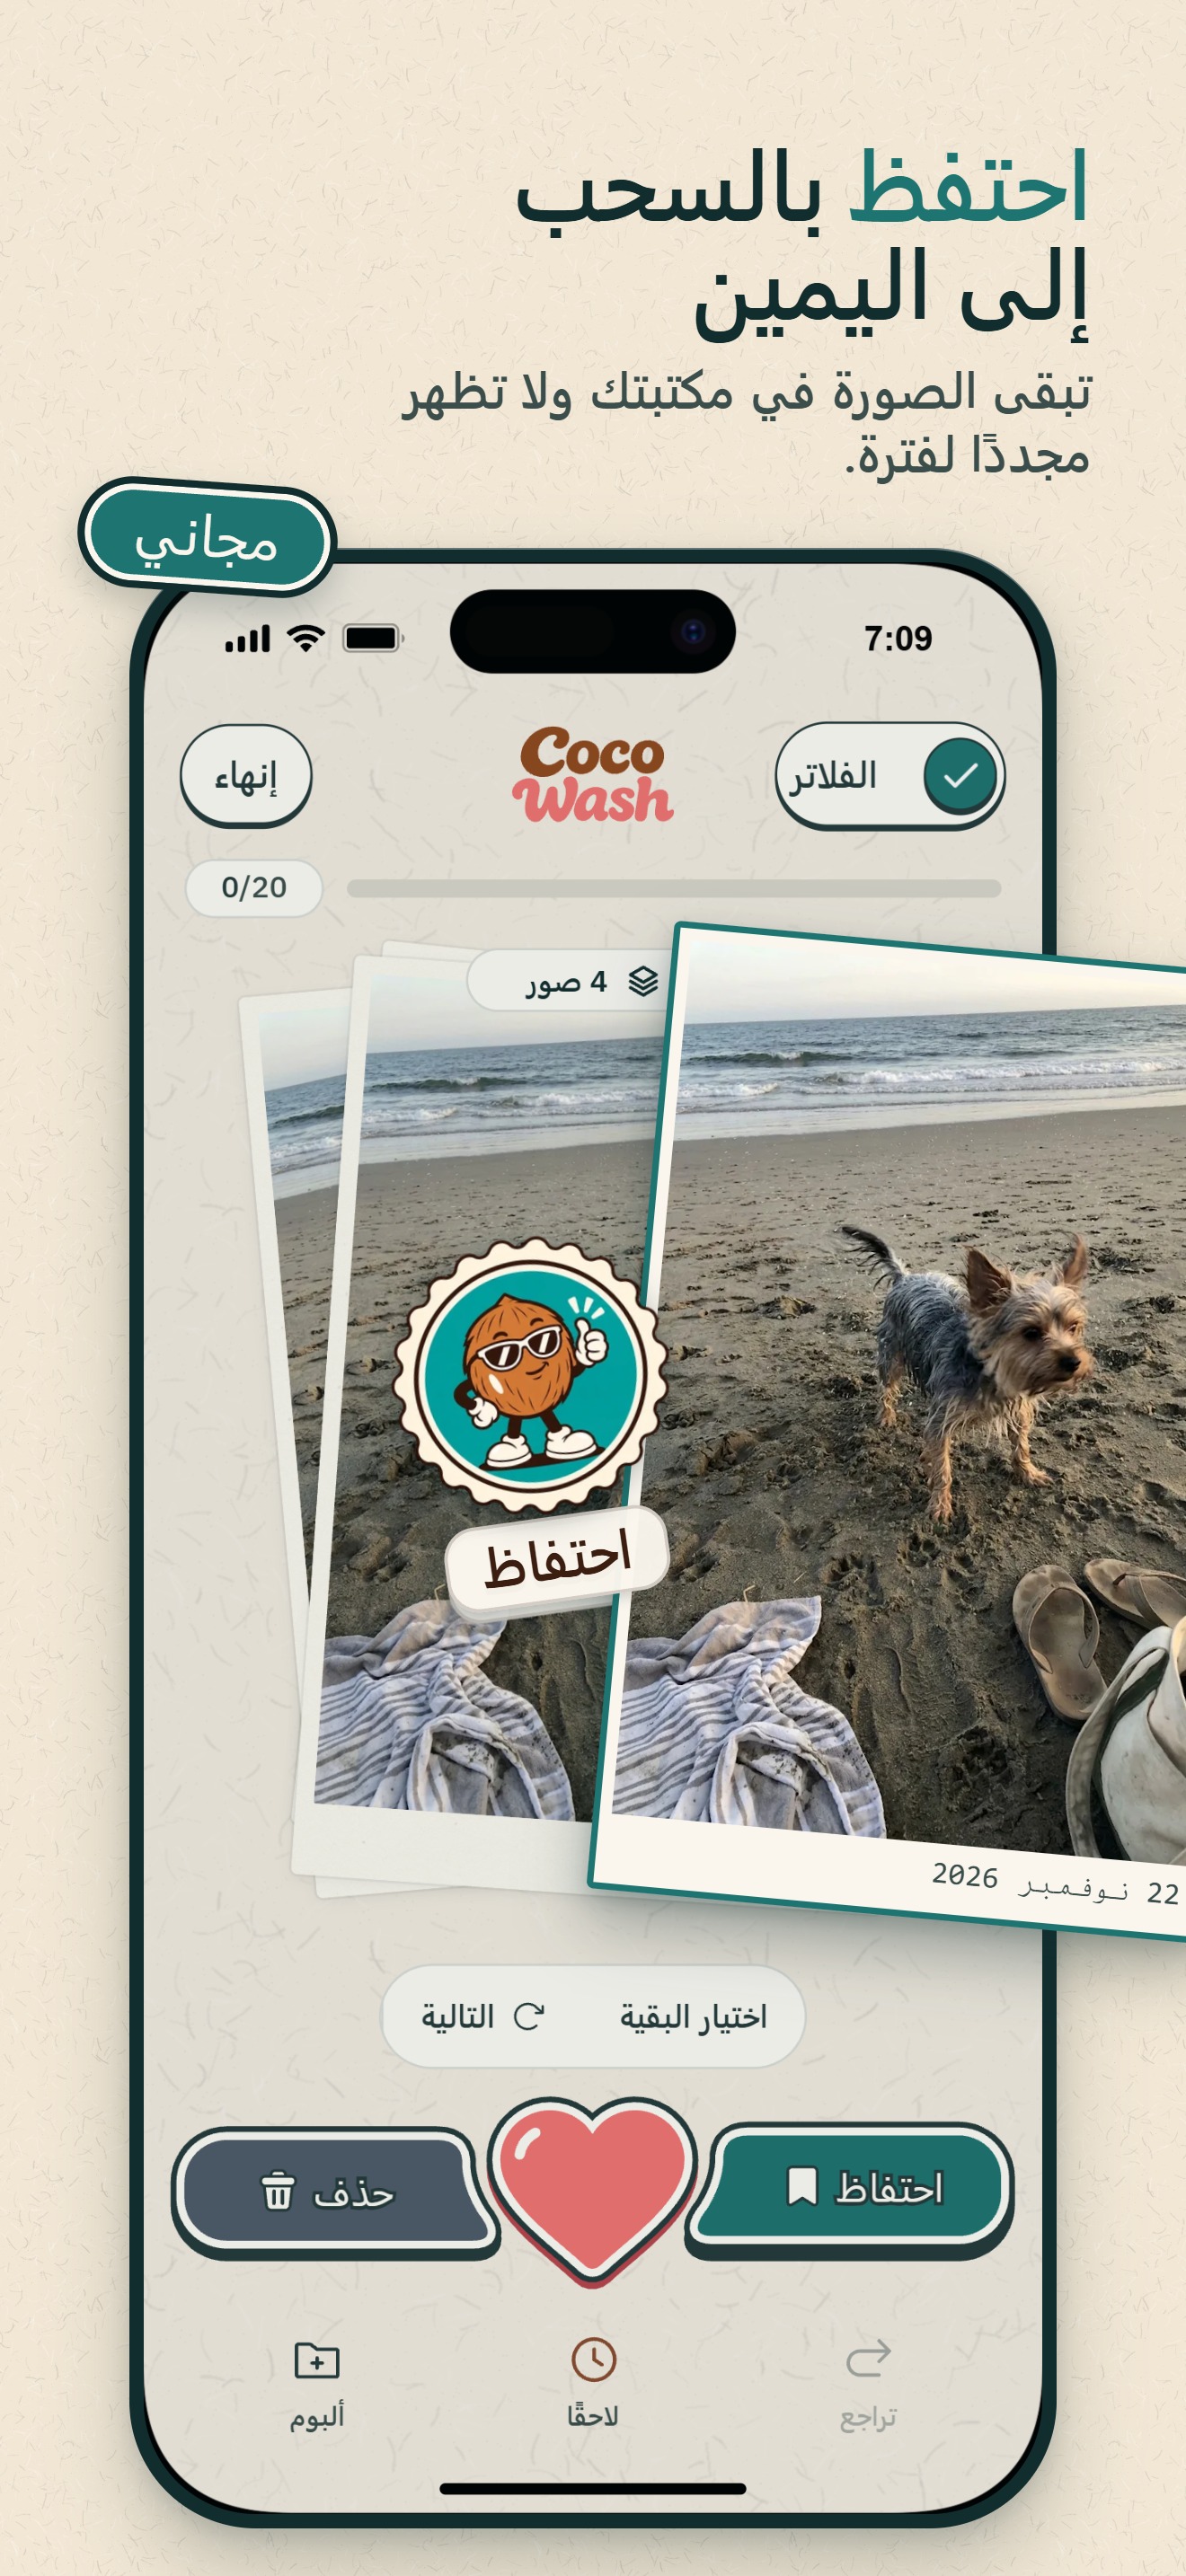 احتفظ بالسحب
إلى اليمين
تبقى الصورة في مكتبتك ولا تظهر
مجددًا لفترة.
مجاني
7:09
الفلاتر
Coco
Wash
إنهاء
0/20
4 صور
احتفاظ
22 نوفمبر 2026
اختيار البقية
التالية
احتفاظ
حذف
تراجع
لاحقًا
ألبوم